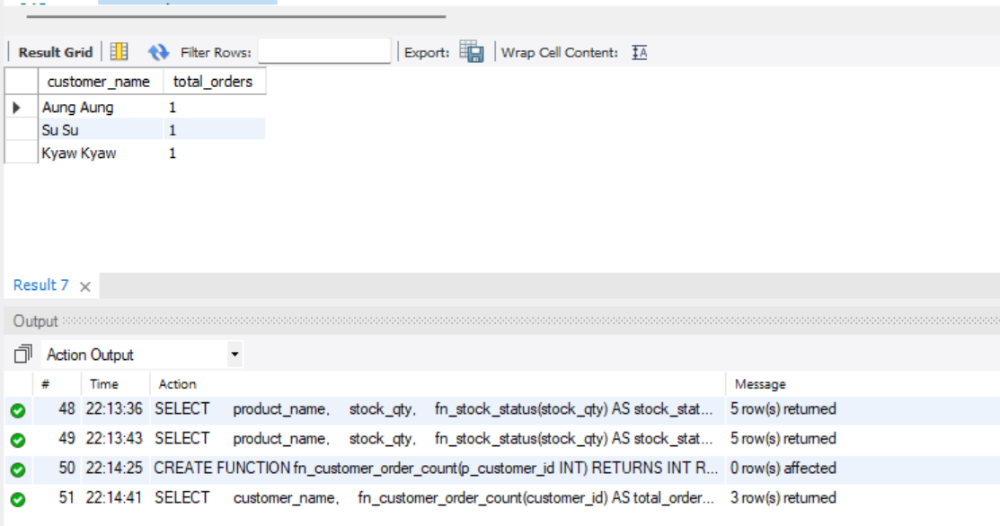 Result Grid Filter Rows: Export: Wrap Cell Content: IA
customer_name total_orders
Aung Aung 1
Su Su 1
Kyaw Kyaw 1
Result 7 ×
Output
Action Output
# Time Action Message
48 22:13:36 SELECT product_name, stock_qty, fn_stock_status(stock_qty) AS stock_stat... 5 row(s) returned
49 22:13:43 SELECT product_name, stock_qty, fn_stock_status(stock_qty) AS stock_stat... 5 row(s) returned
50 22:14:25 CREATE FUNCTION fn_customer_order_count(p_customer_id INT) RETURNS INT R... 0 row(s) affected
51 22:14:41 SELECT customer_name, fn_customer_order_count(customer_id) AS total_order... 3 row(s) returned